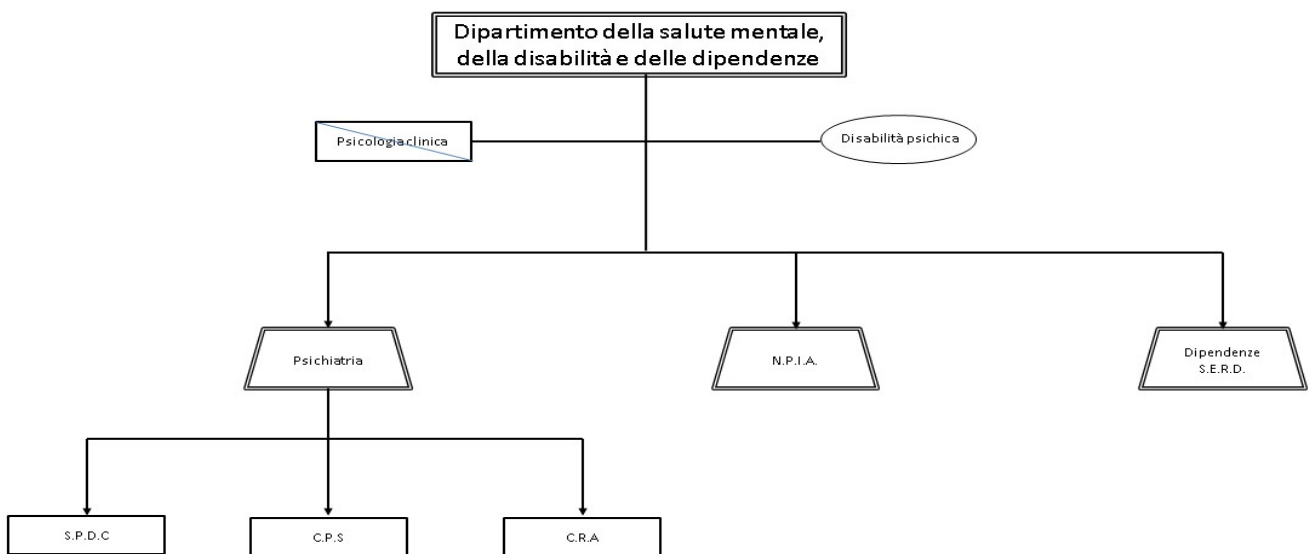 Dipartimento della salute mentale,
della disabilità e delle dipendenze
Psicologia clinica
Disabilità psichica
Psichiatria
N.P.I.A.
Dipendenze
S.E.R.D.
S.P.D.C
C.P.S
C.R.A